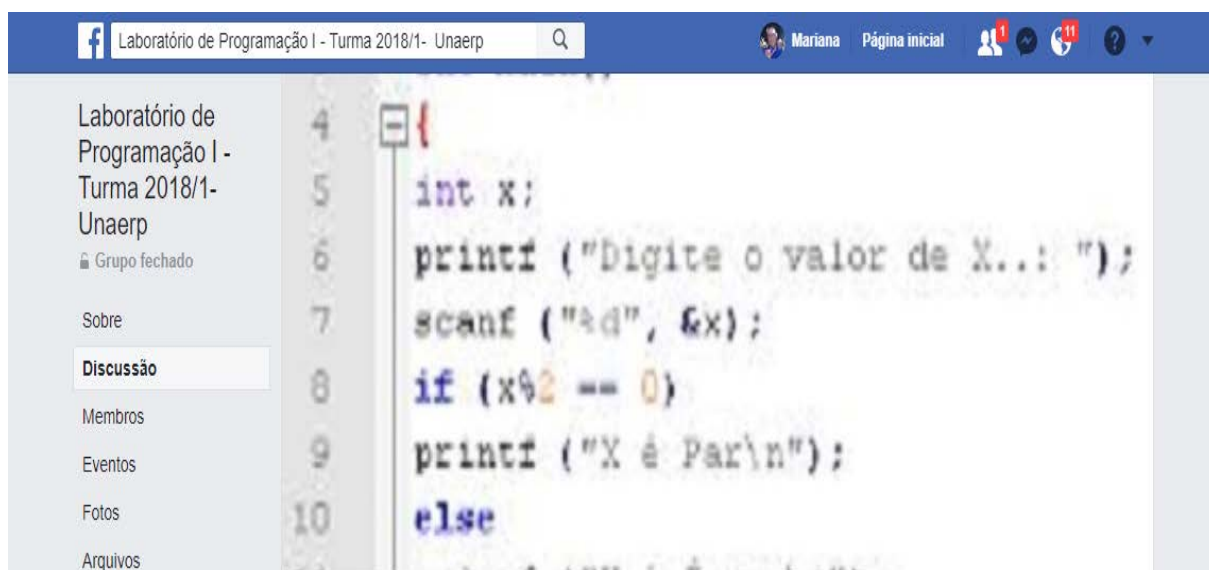 f Laboratório de Programação I - Turma 2018/1- Unaerp Mariana Página inicial 1 11 ?
Laboratório de
Programação I -
Turma 2018/1-
Unaerp
Grupo fechado
Sobre
Discussão
Membros
Eventos
Fotos
Arquivos
4 {
5 int x;
6 printf ("Digite o valor de X..: ");
7 scanf ("%d", &x);
8 if (x%2 == 0)
9 printf ("X é Par\n");
10 else